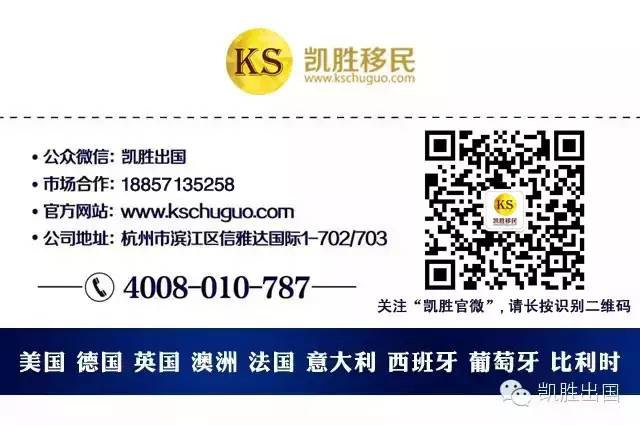 KS 凯胜移民
www.kschuguo.com
• 公众微信：凯胜出国
• 市场合作：18857135258
• 官方网站：www.kschuguo.com
• 公司地址：杭州市滨江区信雅达国际1-702/703
4008-010-787
KS
凯胜移民
关注“凯胜官微”，请长按识别二维码
美国 德国 英国 澳洲 法国 意大利 西班牙 葡萄牙 比利时
凯胜出国